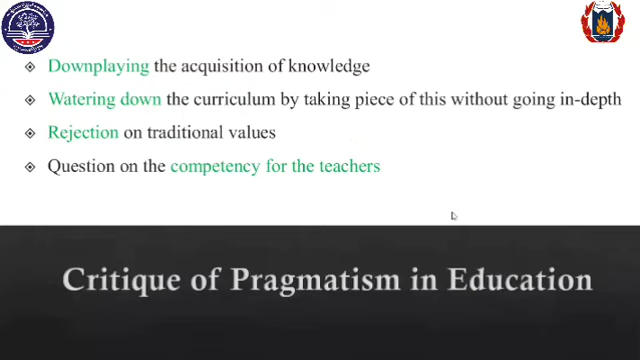 Downplaying the acquisition of knowledge
Watering down the curriculum by taking piece of this without going in-depth
Rejection on traditional values
Question on the competency for the teachers
Critique of Pragmatism in Education